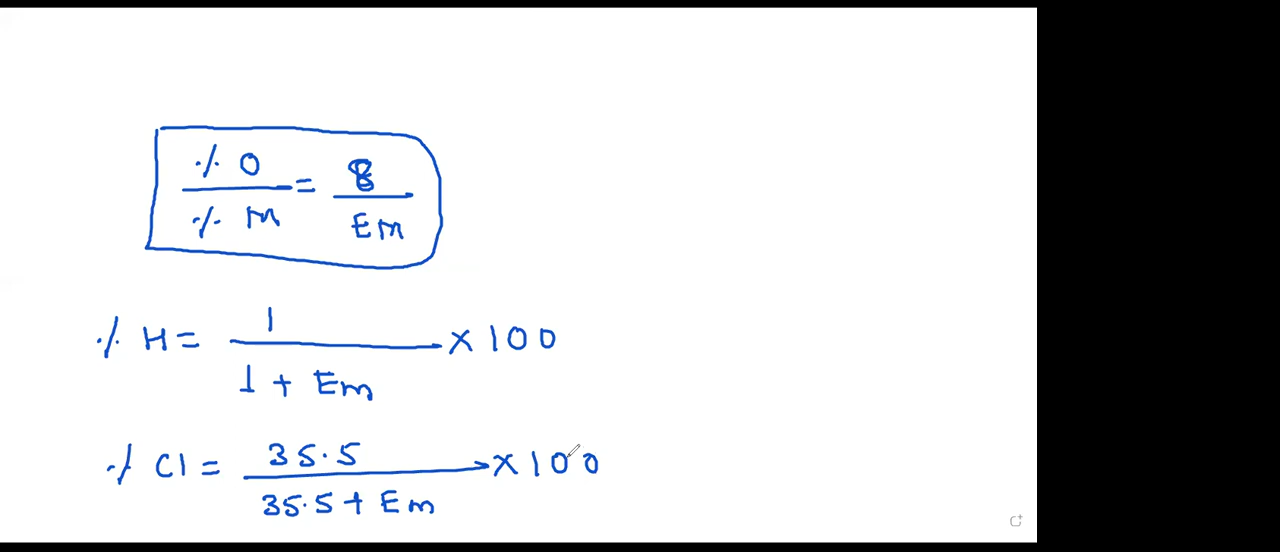 % O / % M = 8 / Em
% H = 1 / 1 + Em × 100
% Cl = 35.5 / 35.5 + Em × 100